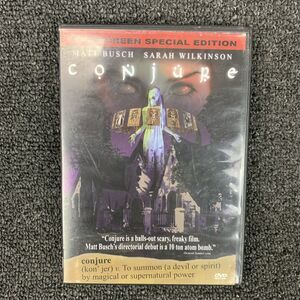 SCREEN SPECIAL EDITION
MATT BUSCH SARAH WILKINSON
conjure
"Conjure is a balls-out scary, freaky film.
Matt Busch's directorial debut is a 10 ton atom bomb."
conjure
(kon' jer) v: To summon (a devil or spirit)
by magical or supernatural power
DVD